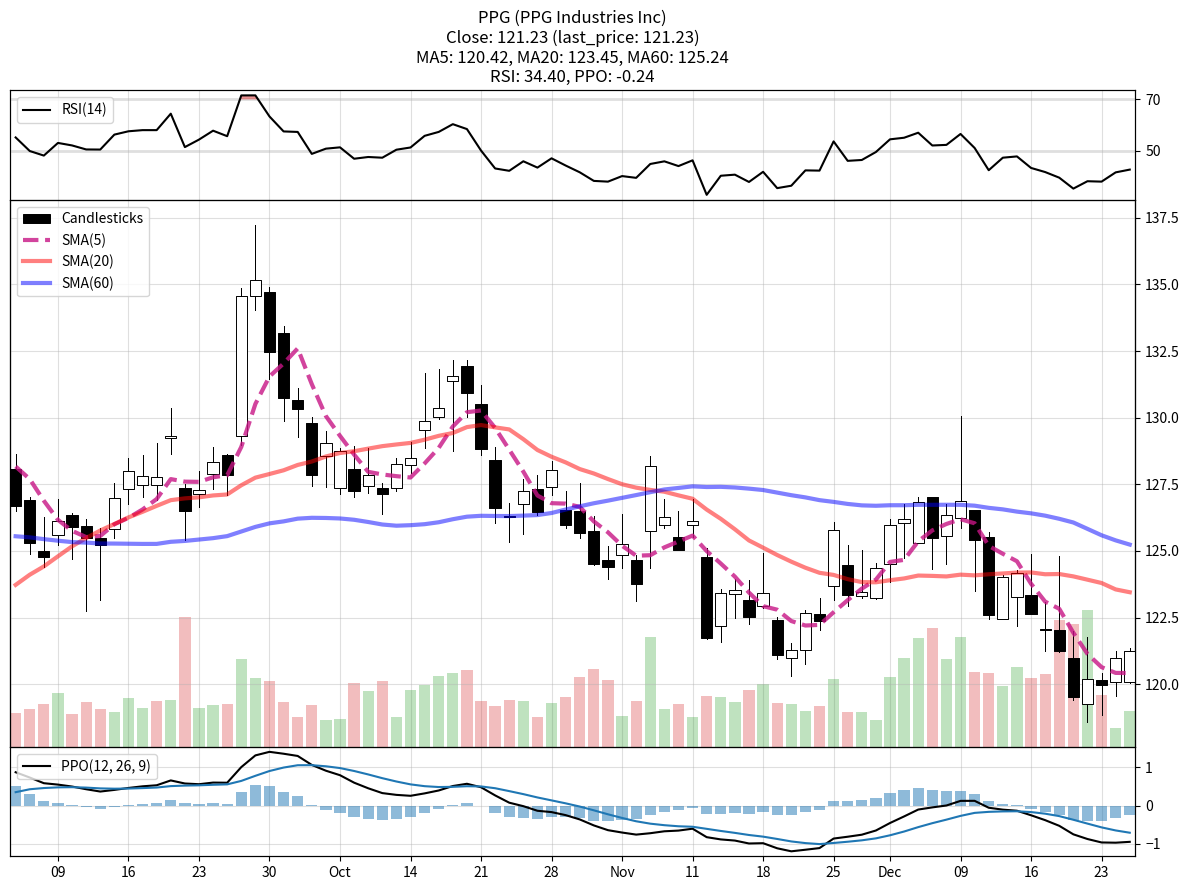 PPG (PPG Industries Inc)
Close: 121.23 (last_price: 121.23)
MA5: 120.42, MA20: 123.45, MA60: 125.24
RSI: 34.40, PPO: -0.24
RSI(14)
70
50
Candlesticks
SMA(5)
SMA(20)
SMA(60)
137.5
135.0
132.5
130.0
127.5
125.0
122.5
120.0
PPO(12, 26, 9)
1
0
−1
09 16 23 30 Oct 14 21 28 Nov 11 18 25 Dec 09 16 23